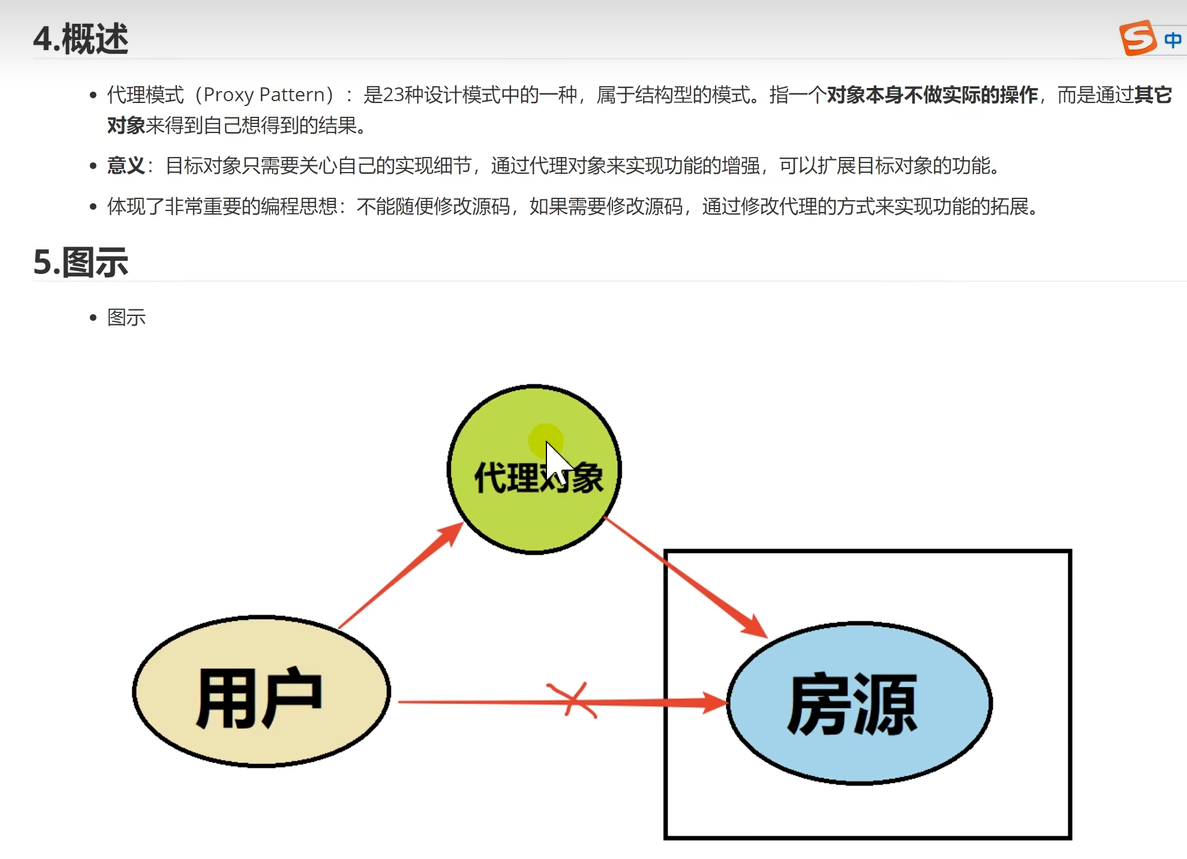 4.概述
中
代理模式（Proxy Pattern）：是23种设计模式中的一种，属于结构型的模式。指一个对象本身不做实际的操作，而是通过其它
对象来得到自己想得到的结果。
意义：目标对象只需要关心自己的实现细节，通过代理对象来实现功能的增强，可以扩展目标对象的功能。
体现了非常重要的编程思想：不能随便修改源码，如果需要修改源码，通过修改代理的方式来实现功能的拓展。
5.图示
图示
代理对象
用户
房源